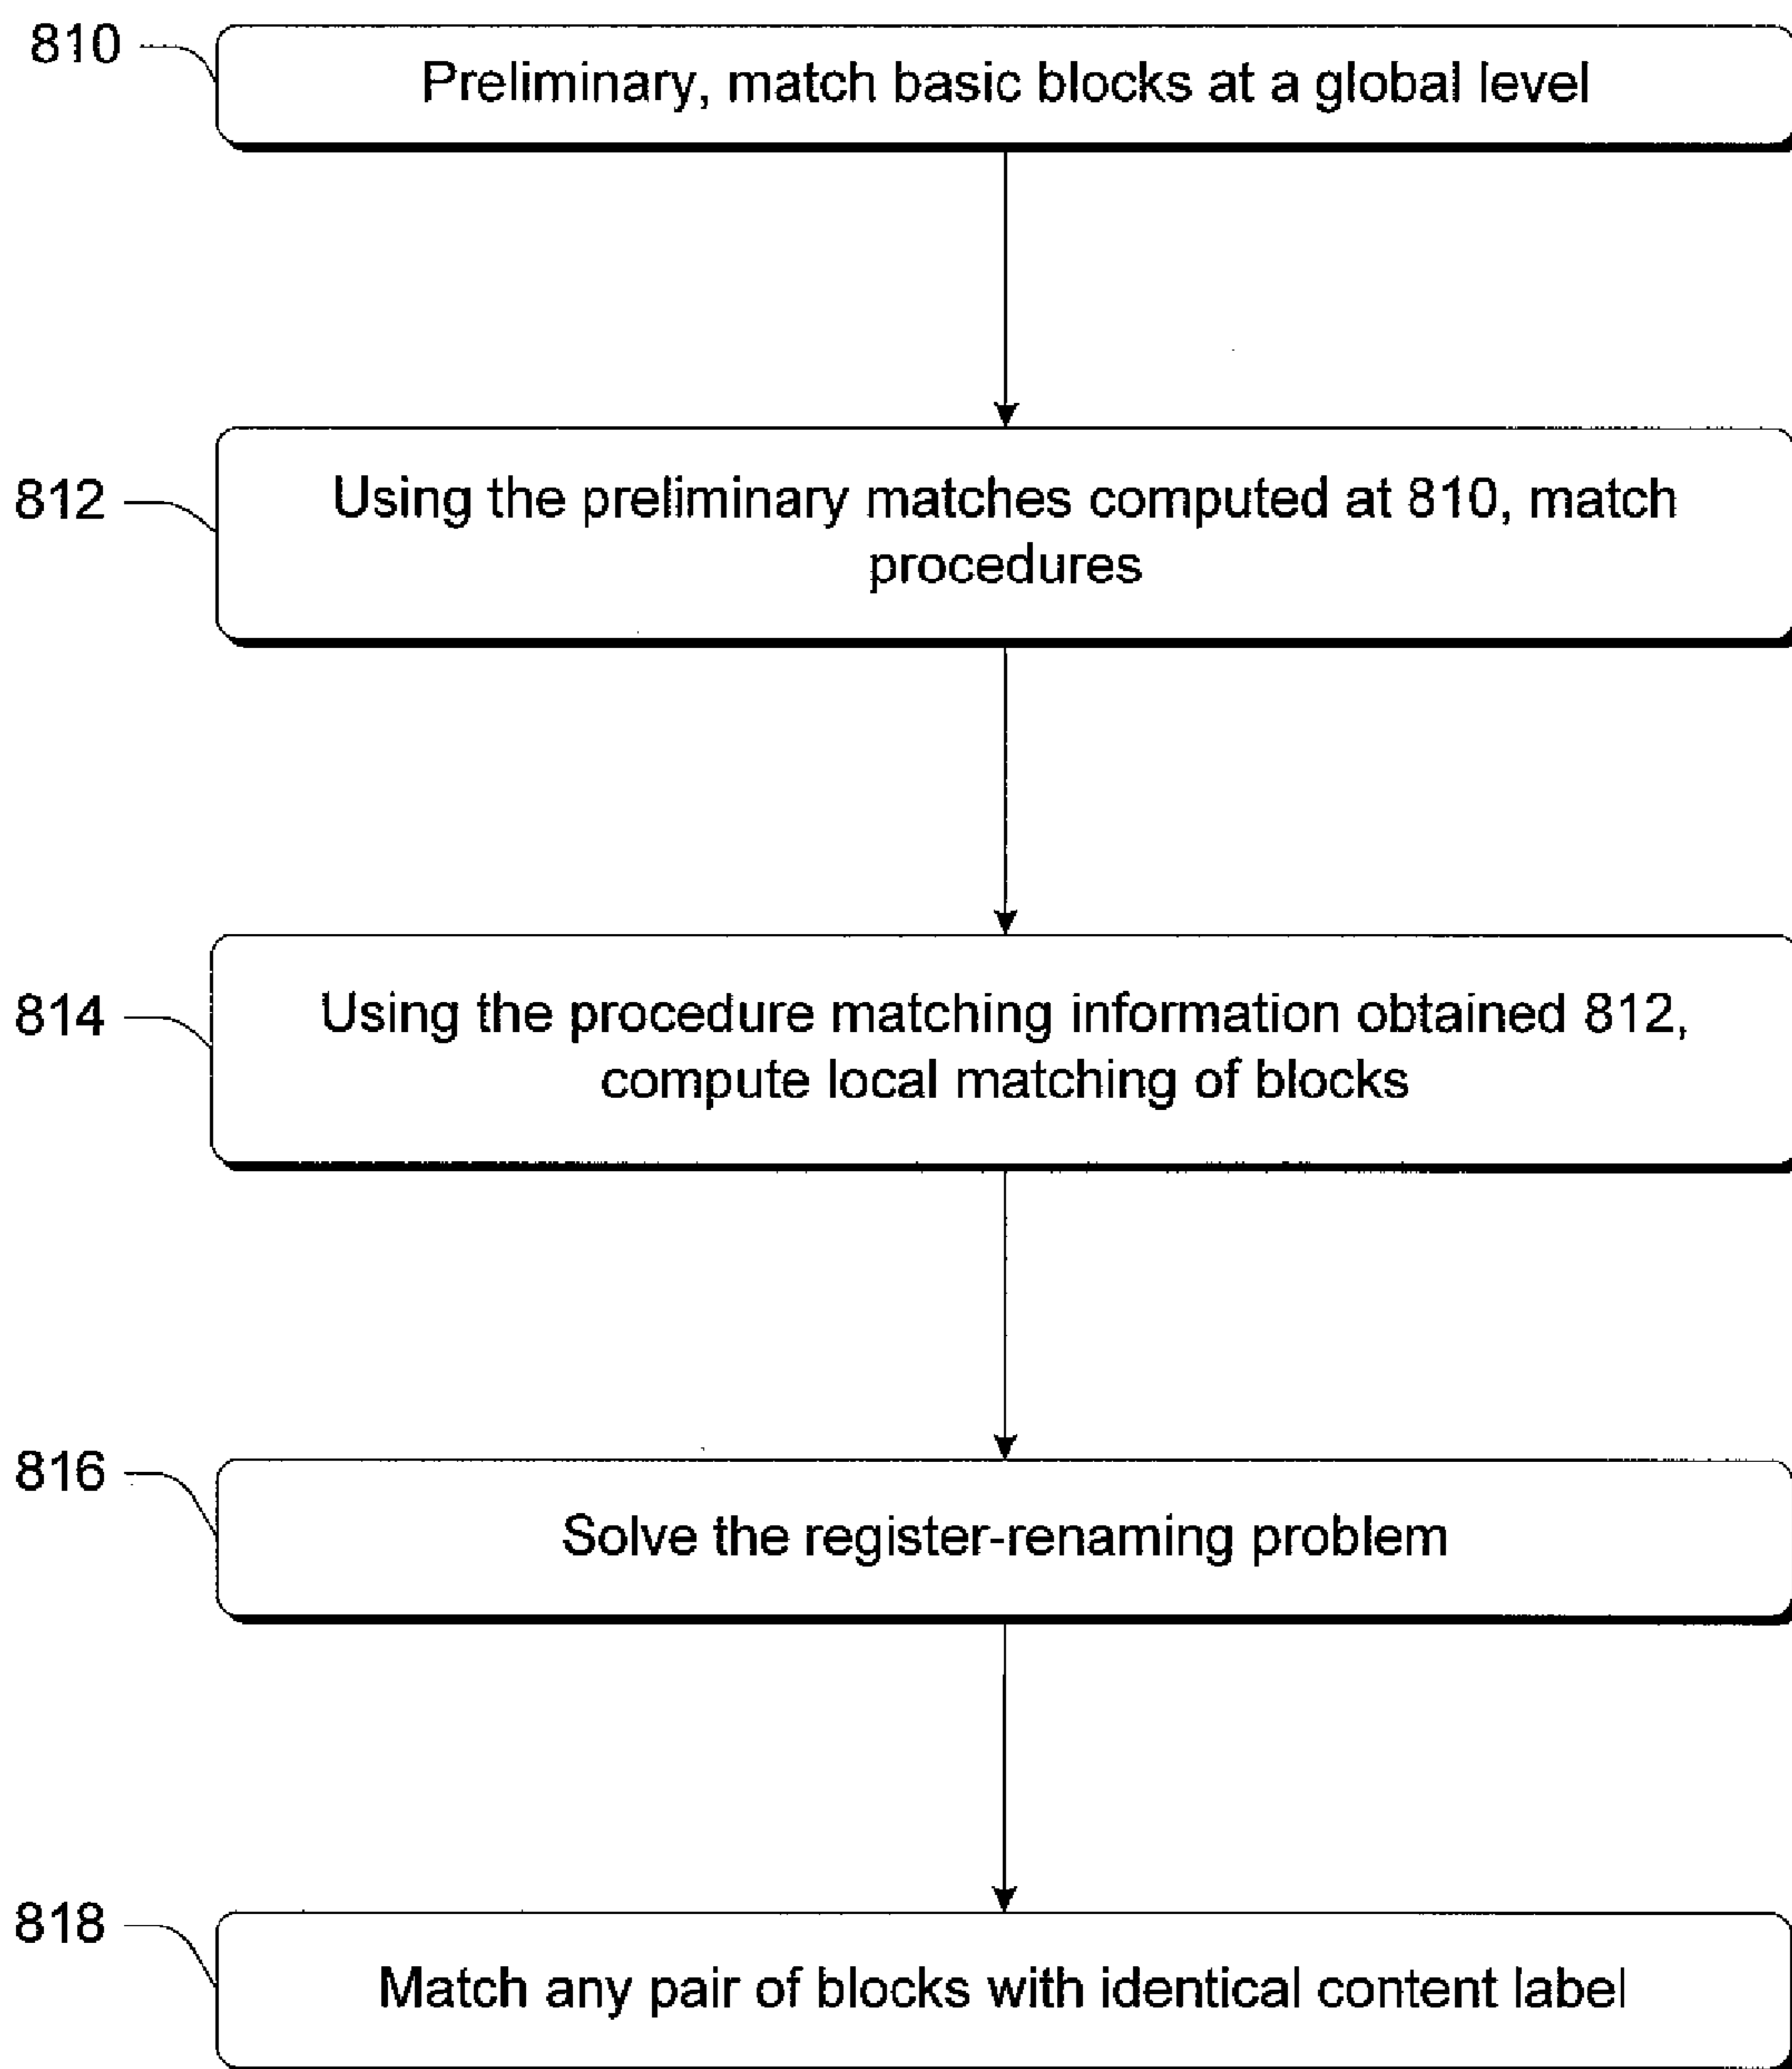 810
Preliminary, match basic blocks at a global level
812
Using the preliminary matches computed at 810, match
procedures
814
Using the procedure matching information obtained 812,
compute local matching of blocks
816
Solve the register-renaming problem
818
Match any pair of blocks with identical content label